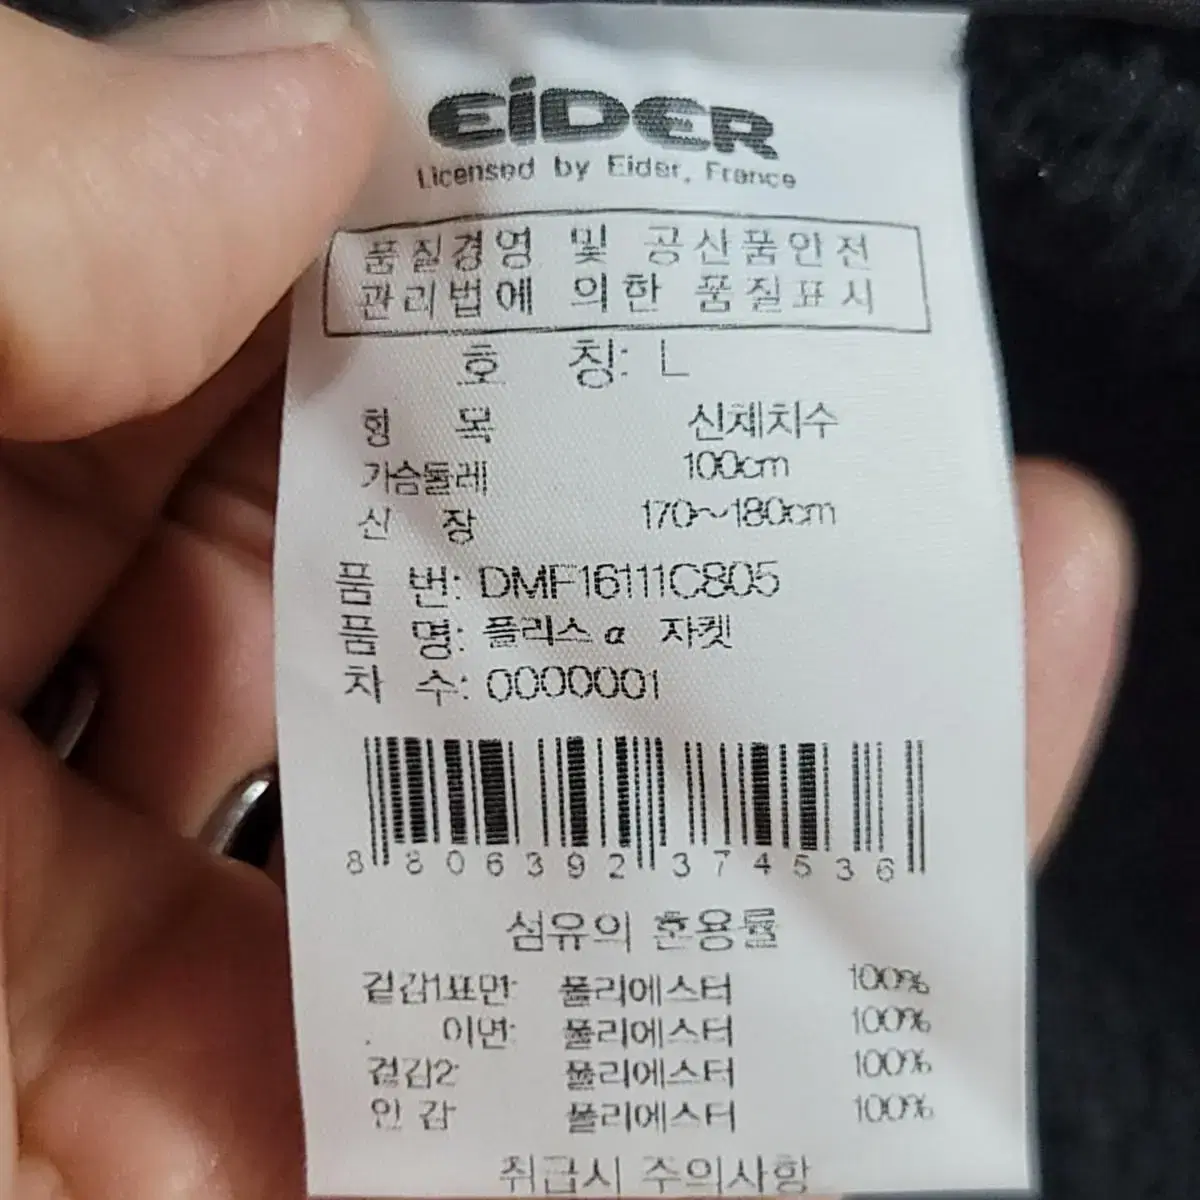 EiDER
Licensed by Eider, France
품질경영 및 공산품안전
관리법에 의한 품질표시
호 칭: L
항 목 신체치수
가슴둘레 100cm
신 장 170~180cm
품 번: DMF16111C805
품 명: 플리스α 자켓
차 수: 0000001
8 806392 374536
섬유의 혼용률
겉감1표면: 폴리에스터 100%
이면: 폴리에스터 100%
겉감2 폴리에스터 100%
안 감 폴리에스터 100%
취급시 주의사항